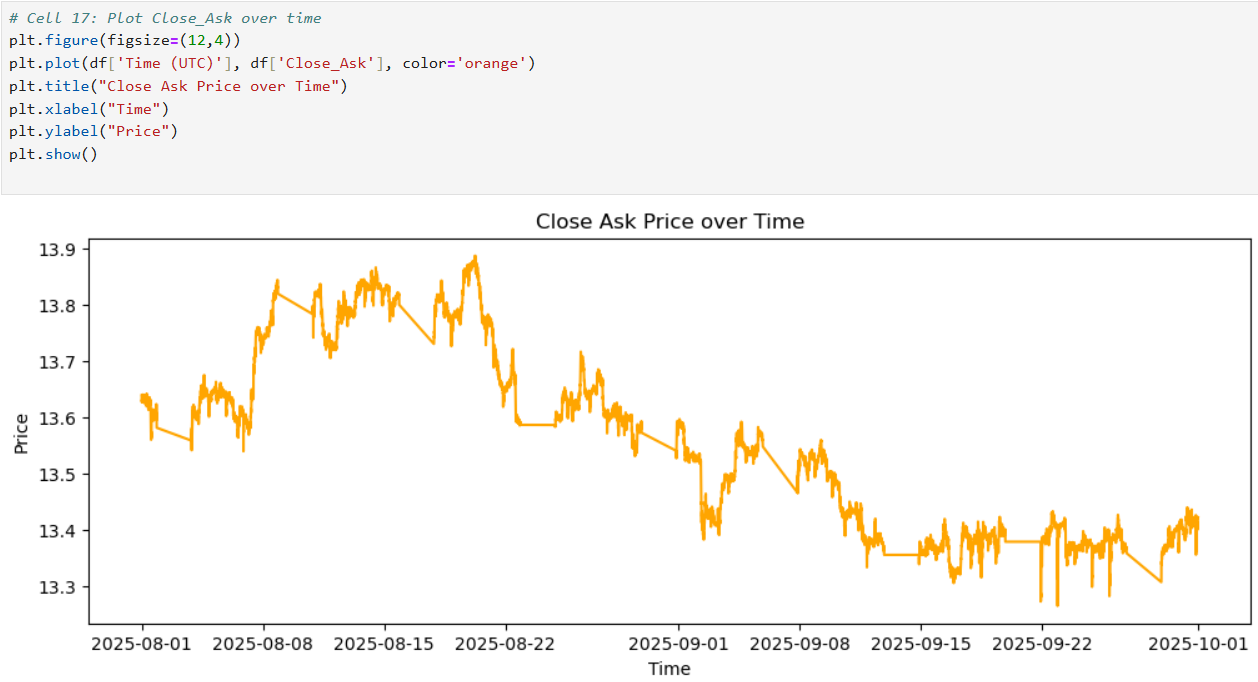 # Cell 17: Plot Close_Ask over time
plt.figure(figsize=(12,4))
plt.plot(df['Time (UTC)'], df['Close_Ask'], color='orange')
plt.title("Close Ask Price over Time")
plt.xlabel("Time")
plt.ylabel("Price")
plt.show()
Close Ask Price over Time
13.9
13.8
13.7
13.6
13.5
13.4
13.3
Price
2025-08-01 2025-08-08 2025-08-15 2025-08-22 2025-09-01 2025-09-08 2025-09-15 2025-09-22 2025-10-01
Time